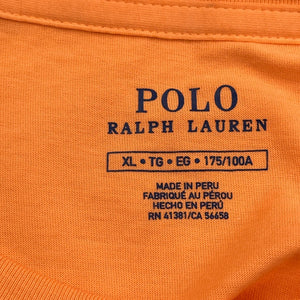 POLO
RALPH LAUREN
XL • TG • EG • 175/100A
MADE IN PERU
FABRIQUÉ AU PÉROU
HECHO EN PERÚ
RN 41381/CA 56658